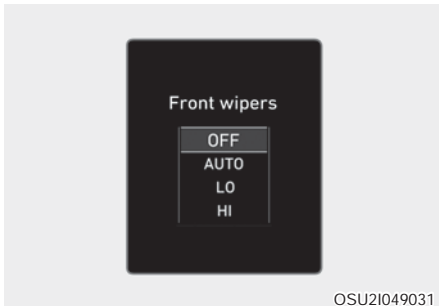 Front wipers
OFF
AUTO
LO
HI
OSU2I049031